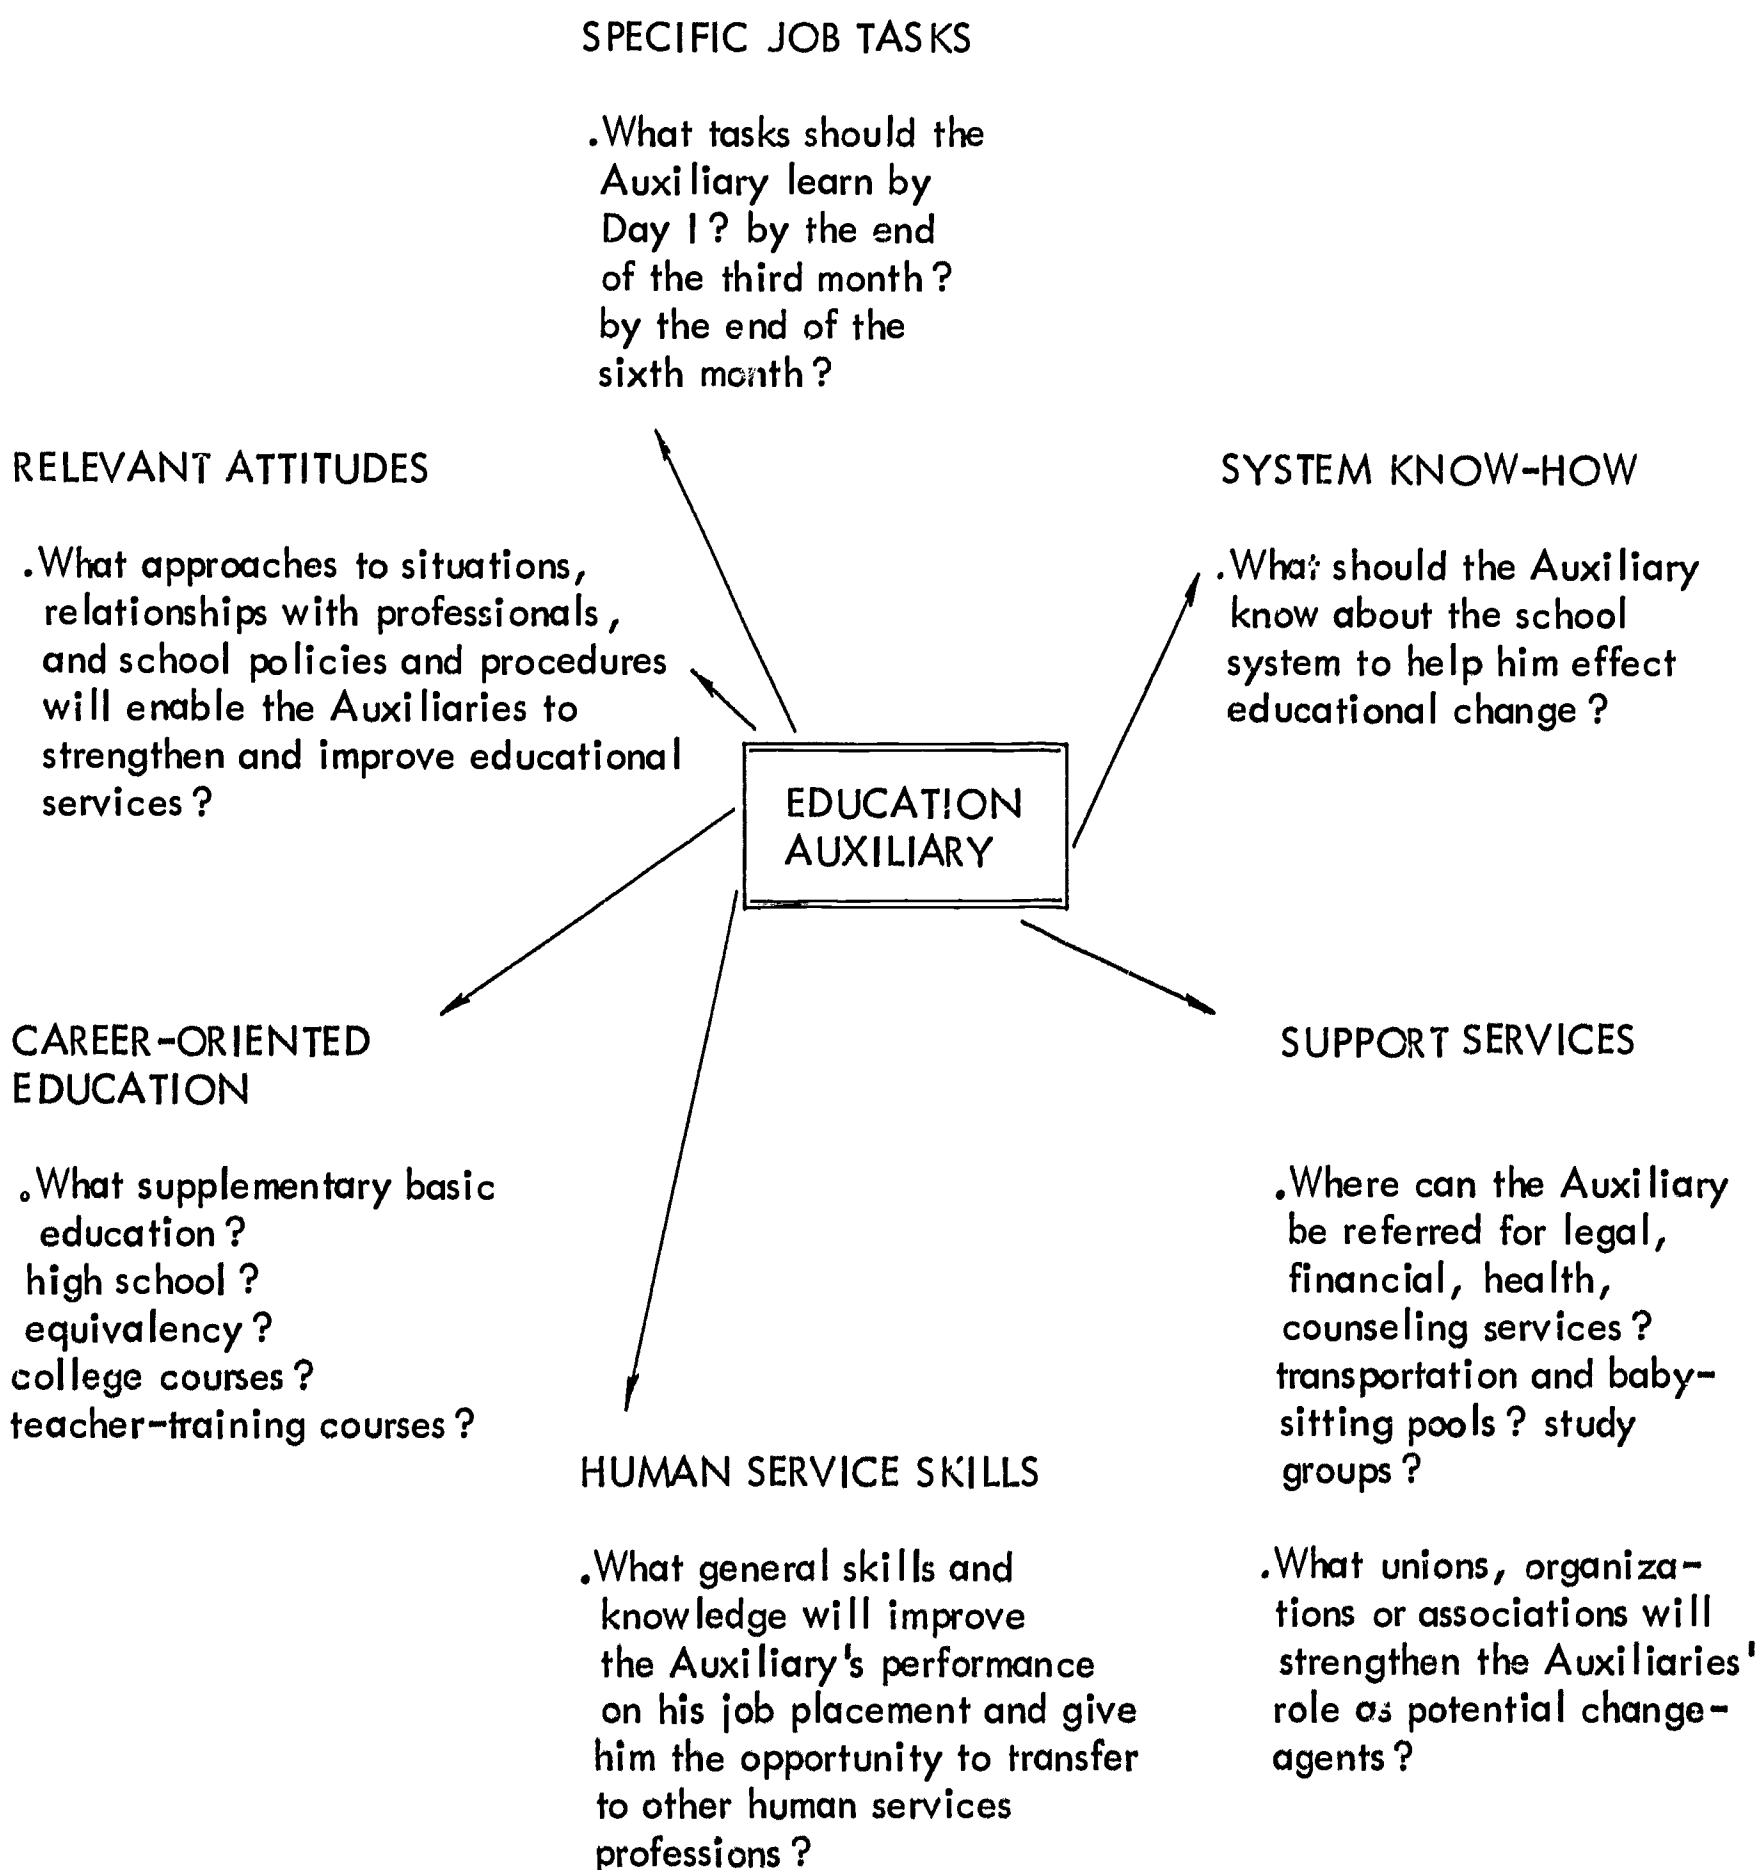 SPECIFIC JOB TASKS
.What tasks should the
Auxiliary learn by
Day 1? by the end
of the third month?
by the end of the
sixth month?
RELEVANT ATTITUDES
.What approaches to situations,
relationships with professionals,
and school policies and procedures
will enable the Auxiliaries to
strengthen and improve educational
services?
SYSTEM KNOW-HOW
.What should the Auxiliary
know about the school
system to help him effect
educational change?
EDUCATION
AUXILIARY
CAREER-ORIENTED
EDUCATION
.What supplementary basic
education?
high school?
equivalency?
college courses?
teacher-training courses?
SUPPORT SERVICES
.Where can the Auxiliary
be referred for legal,
financial, health,
counseling services?
transportation and baby-
sitting pools? study
groups?
.What unions, organiza-
tions or associations will
strengthen the Auxiliaries'
role as potential change-
agents?
HUMAN SERVICE SKILLS
.What general skills and
knowledge will improve
the Auxiliary's performance
on his job placement and give
him the opportunity to transfer
to other human services
professions?